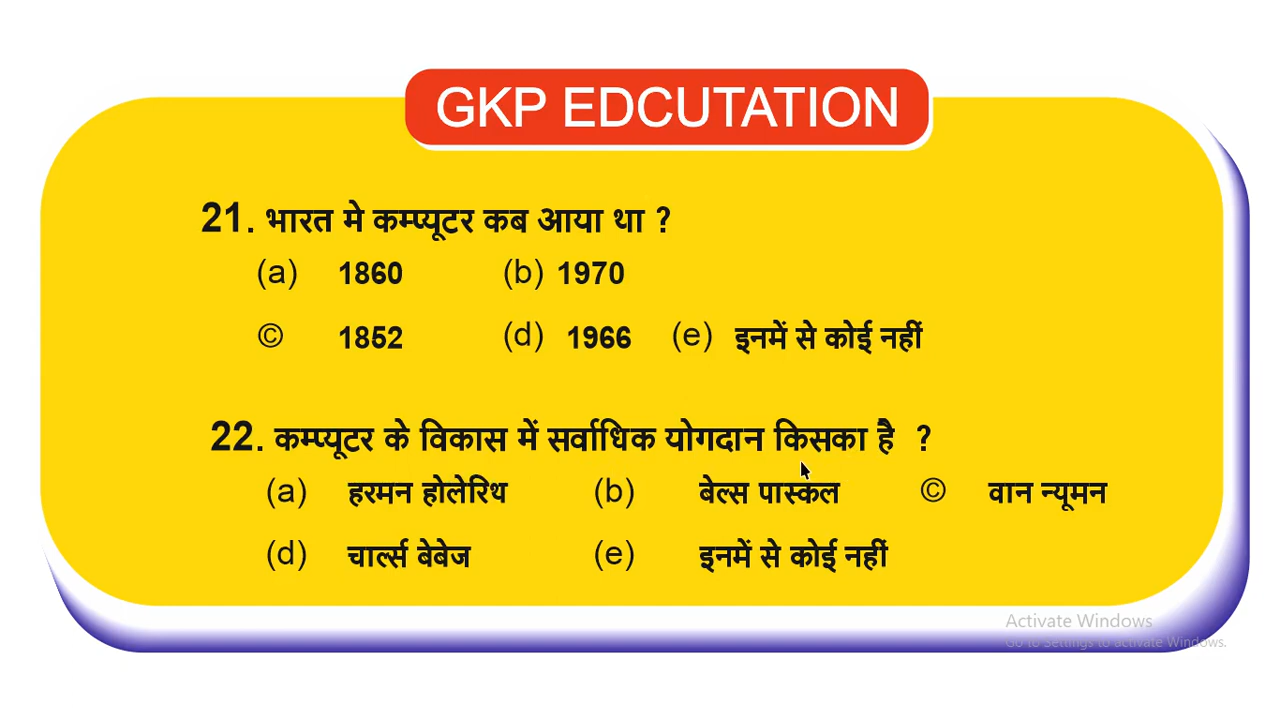 GKP EDCUTATION
21. भारत मे कम्प्यूटर कब आया था ?
(a) 1860 (b) 1970
© 1852 (d) 1966 (e) इनमें से कोई नहीं
22. कम्प्यूटर के विकास में सर्वाधिक योगदान किसका है ?
(a) हरमन होलेरिथ (b) बेल्स पास्कल © वान न्यूमन
(d) चार्ल्स बेबेज (e) इनमें से कोई नहीं
Activate Windows
Go to Settings to activate Windows.